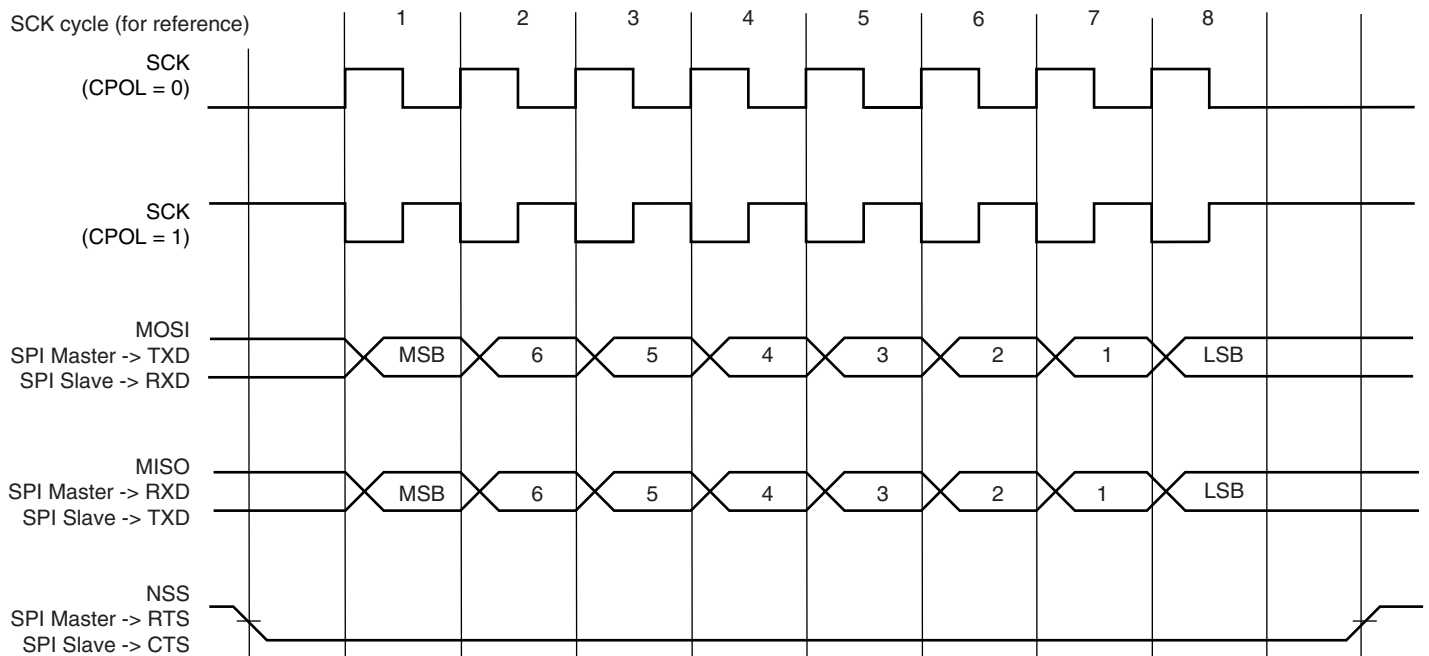 SCK cycle (for reference)
1 2 3 4 5 6 7 8
SCK
(CPOL = 0)
SCK
(CPOL = 1)
MOSI
SPI Master -> TXD
SPI Slave -> RXD
MSB 6 5 4 3 2 1 LSB
MISO
SPI Master -> RXD
SPI Slave -> TXD
MSB 6 5 4 3 2 1 LSB
NSS
SPI Master -> RTS
SPI Slave -> CTS